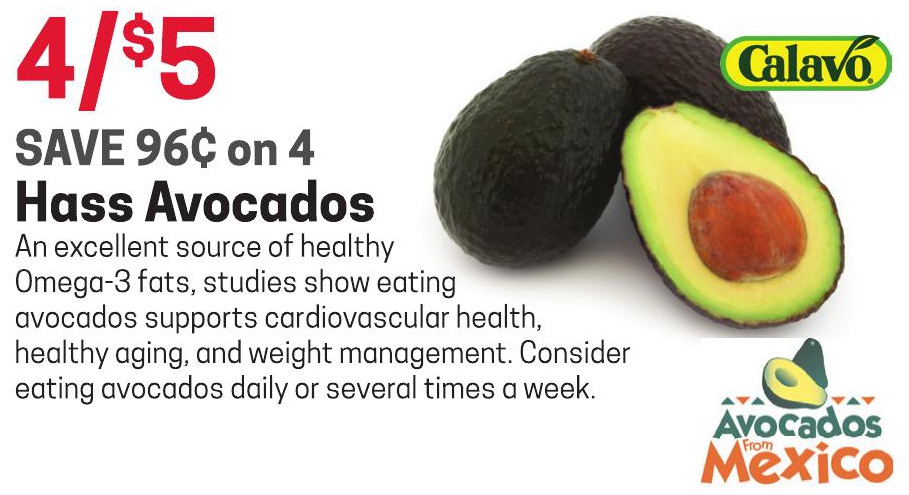 4/$5
SAVE 96¢ on 4
Hass Avocados
An excellent source of healthy
Omega-3 fats, studies show eating
avocados supports cardiovascular health,
healthy aging, and weight management. Consider
eating avocados daily or several times a week.
Calavo®
Avocados
From
Mexico